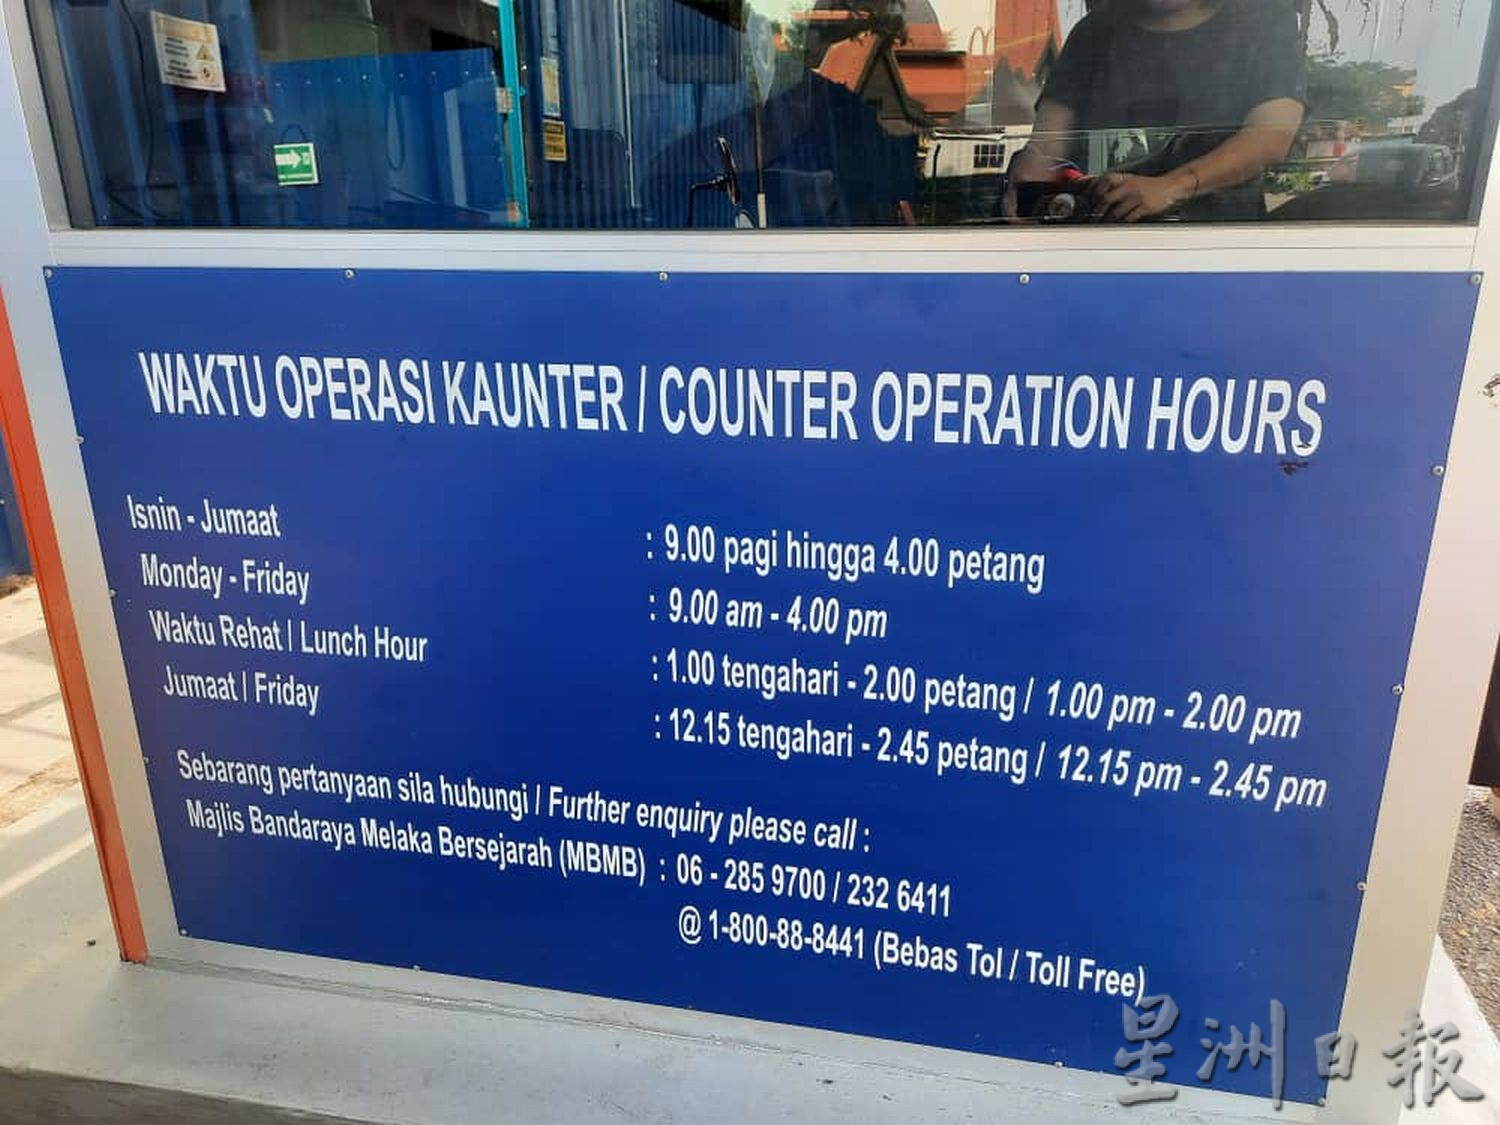 WAKTU OPERASI KAUNTER / COUNTER OPERATION HOURS
Isnin - Jumaat : 9.00 pagi hingga 4.00 petang
Monday - Friday : 9.00 am - 4.00 pm
Waktu Rehat / Lunch Hour : 1.00 tengahari - 2.00 petang / 1.00 pm - 2.00 pm
Jumaat / Friday : 12.15 tengahari - 2.45 petang / 12.15 pm - 2.45 pm
Sebarang pertanyaan sila hubungi / Further enquiry please call :
Majlis Bandaraya Melaka Bersejarah (MBMB) : 06 - 285 9700 / 232 6411
@ 1-800-88-8441 (Bebas Tol / Toll Free)
星洲日报